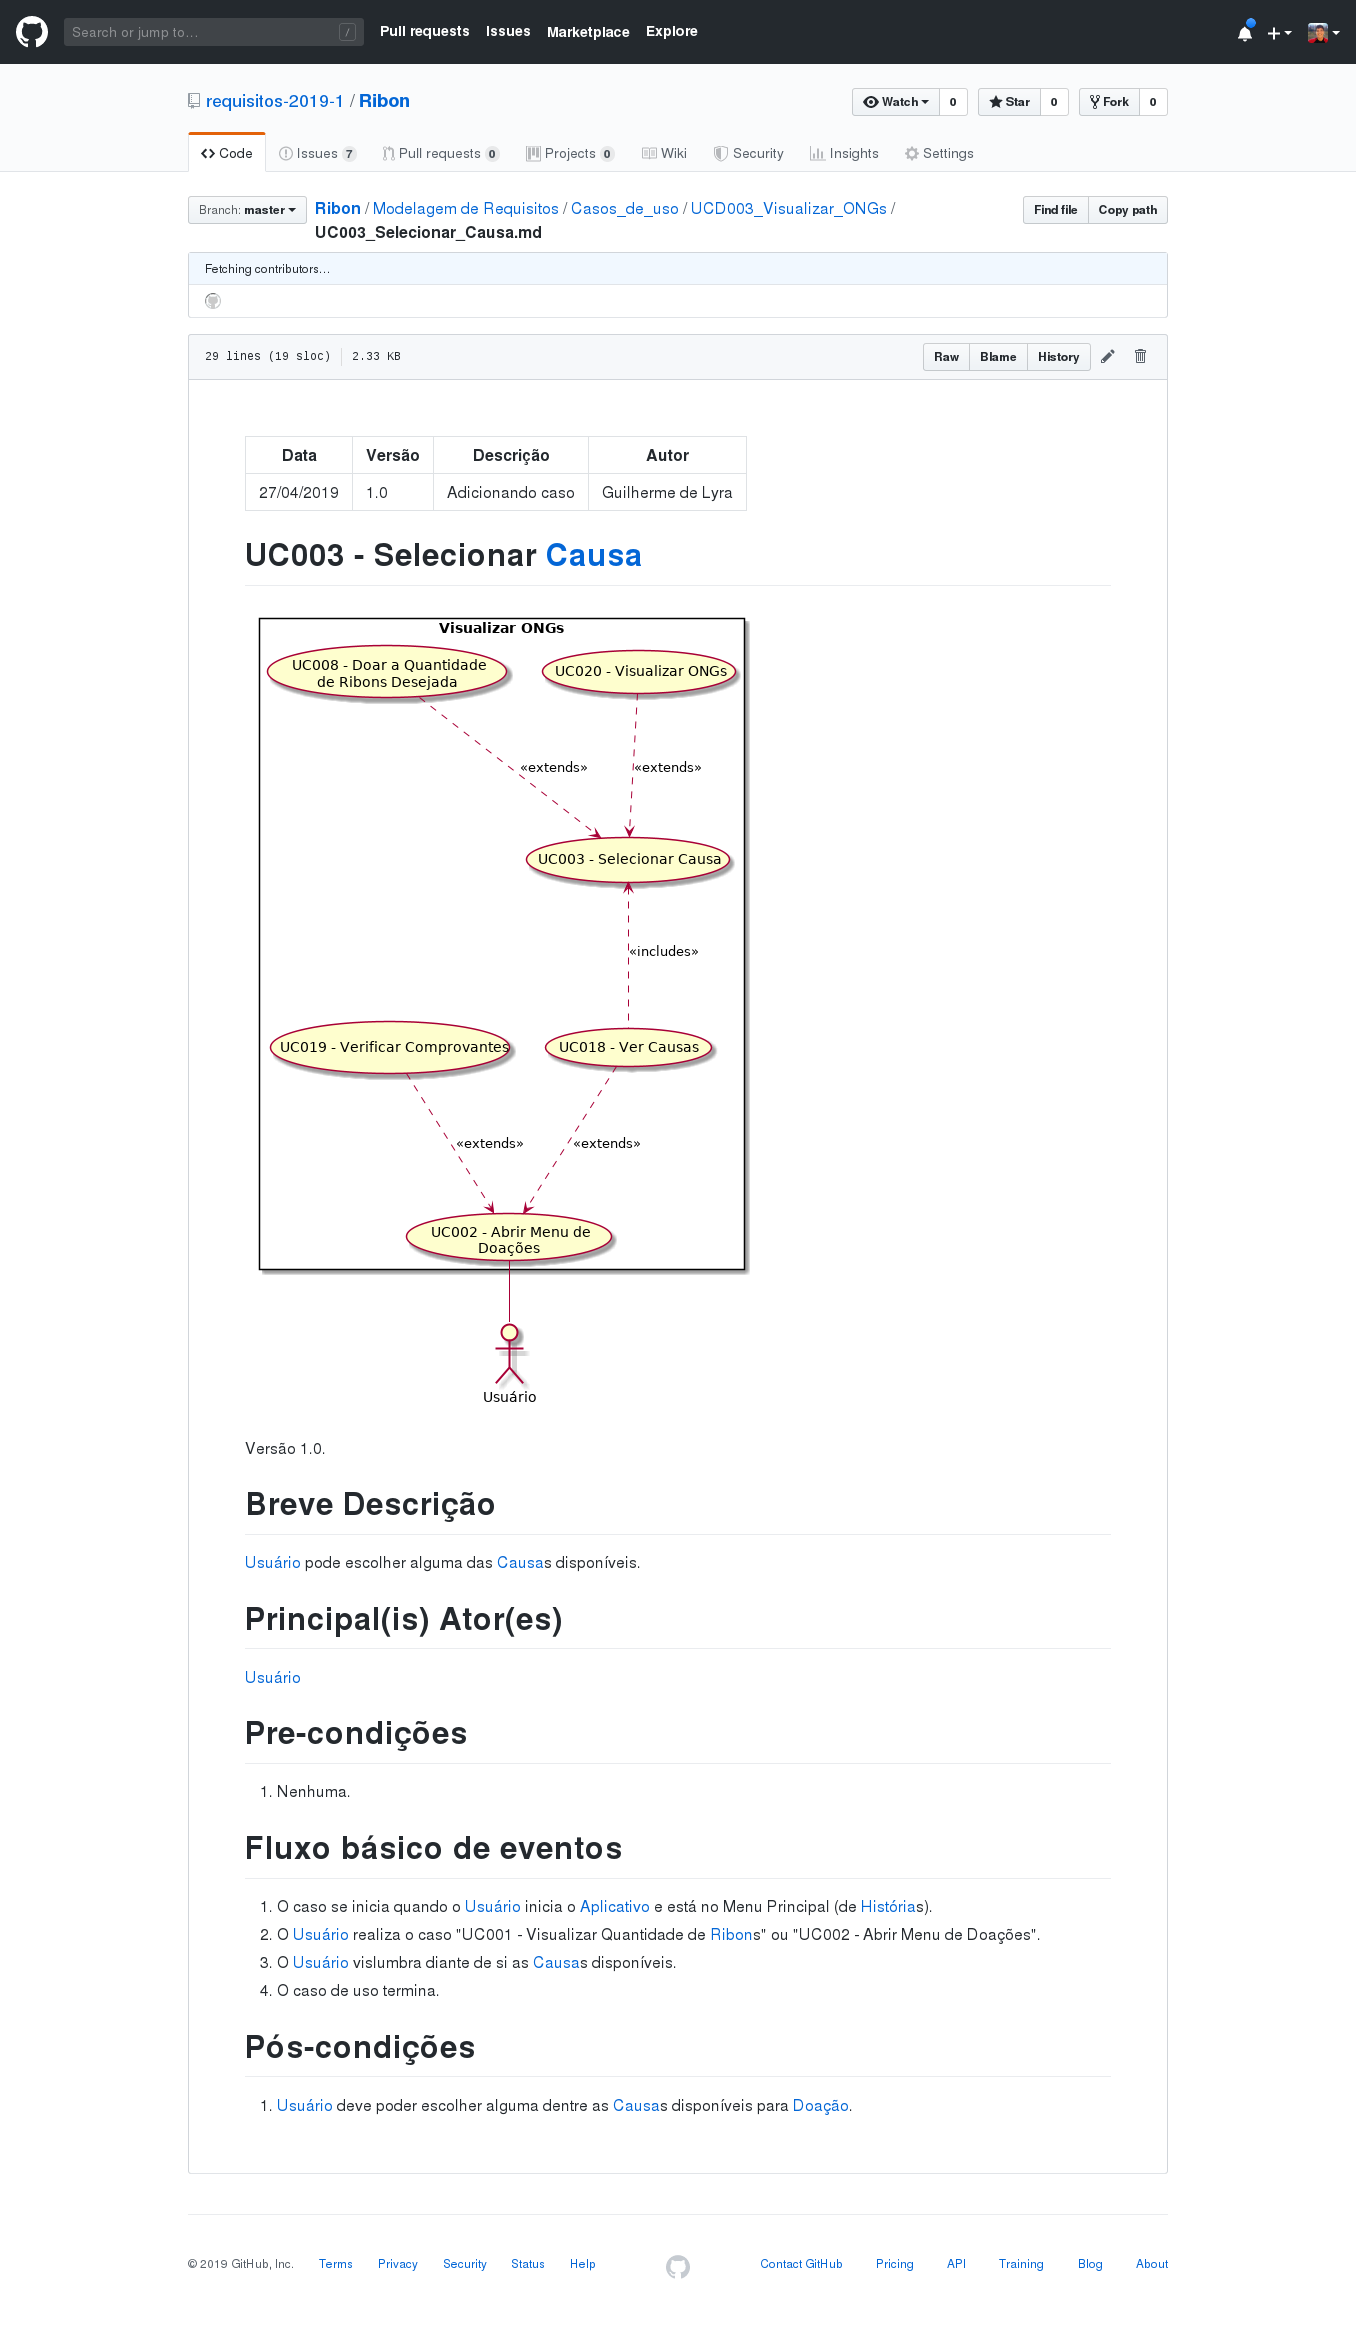 Search or jump to…
/
Pull requests Issues Marketplace Explore
requisitos-2019-1 / Ribon
Watch 0 Star 0 Fork 0
Code Issues 7 Pull requests 0 Projects 0 Wiki Security Insights Settings
Branch: master Ribon / Modelagem de Requisitos / Casos_de_uso / UCD003_Visualizar_ONGs /
UC003_Selecionar_Causa.md
Find file Copy path
Fetching contributors…
29 lines (19 sloc) 2.33 KB
Raw Blame History
Data Versão Descrição Autor
27/04/2019 1.0 Adicionando caso Guilherme de Lyra
UC003 - Selecionar Causa
Visualizar ONGs
UC008 - Doar a Quantidade
de Ribons Desejada
UC020 - Visualizar ONGs
«extends» «extends»
UC003 - Selecionar Causa
«includes»
UC019 - Verificar Comprovantes UC018 - Ver Causas
«extends» «extends»
UC002 - Abrir Menu de
Doações
Usuário
Versão 1.0.
Breve Descrição
Usuário pode escolher alguma das Causas disponíveis.
Principal(is) Ator(es)
Usuário
Pre-condições
1. Nenhuma.
Fluxo básico de eventos
1. O caso se inicia quando o Usuário inicia o Aplicativo e está no Menu Principal (de Histórias).
2. O Usuário realiza o caso "UC001 - Visualizar Quantidade de Ribons" ou "UC002 - Abrir Menu de Doações".
3. O Usuário vislumbra diante de si as Causas disponíveis.
4. O caso de uso termina.
Pós-condições
1. Usuário deve poder escolher alguma dentre as Causas disponíveis para Doação.
© 2019 GitHub, Inc. Terms Privacy Security Status Help Contact GitHub Pricing API Training Blog About